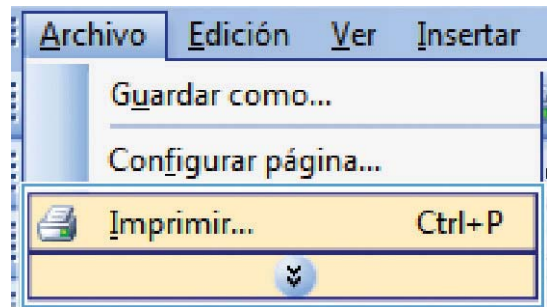 Archivo Edición Ver Insertar
Guardar como...
Configurar página...
Imprimir... Ctrl+P